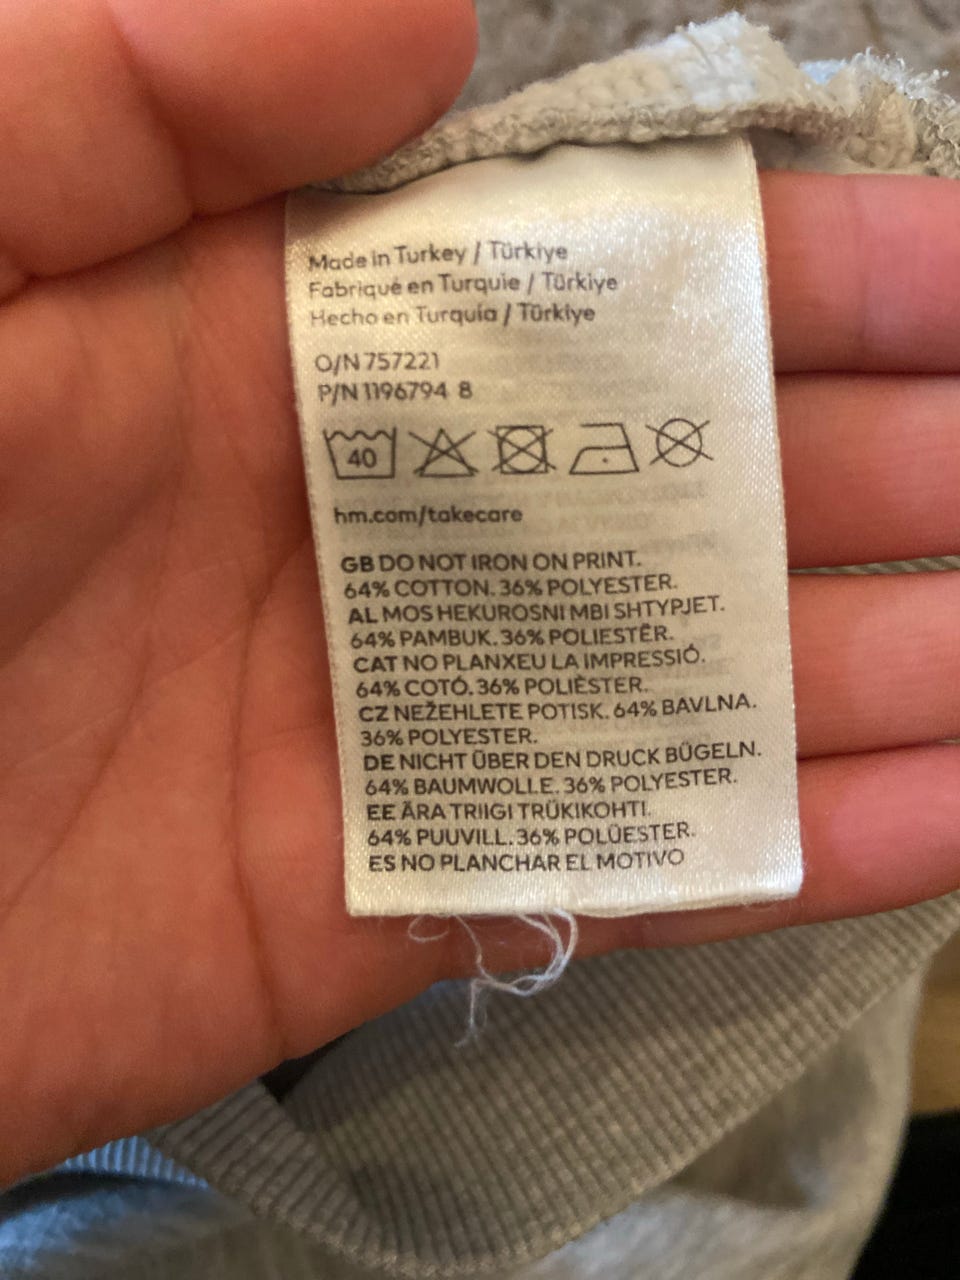 Made in Turkey / Türkiye
Fabriqué en Turquie / Türkiye
Hecho en Turquía / Türkiye
O/N 757221
P/N 1196794 8
40
hm.com/takecare
GB DO NOT IRON ON PRINT.
64% COTTON. 36% POLYESTER.
AL MOS HEKUROSNI MBI SHTYPJET.
64% PAMBUK. 36% POLIESTËR.
CAT NO PLANXEU LA IMPRESSIÓ.
64% COTÓ. 36% POLIÈSTER.
CZ NEŽEHLETE POTISK. 64% BAVLNA.
36% POLYESTER.
DE NICHT ÜBER DEN DRUCK BÜGELN.
64% BAUMWOLLE. 36% POLYESTER.
EE ÄRA TRIIGI TRÜKIKOHTI.
64% PUUVILL. 36% POLÜESTER.
ES NO PLANCHAR EL MOTIVO